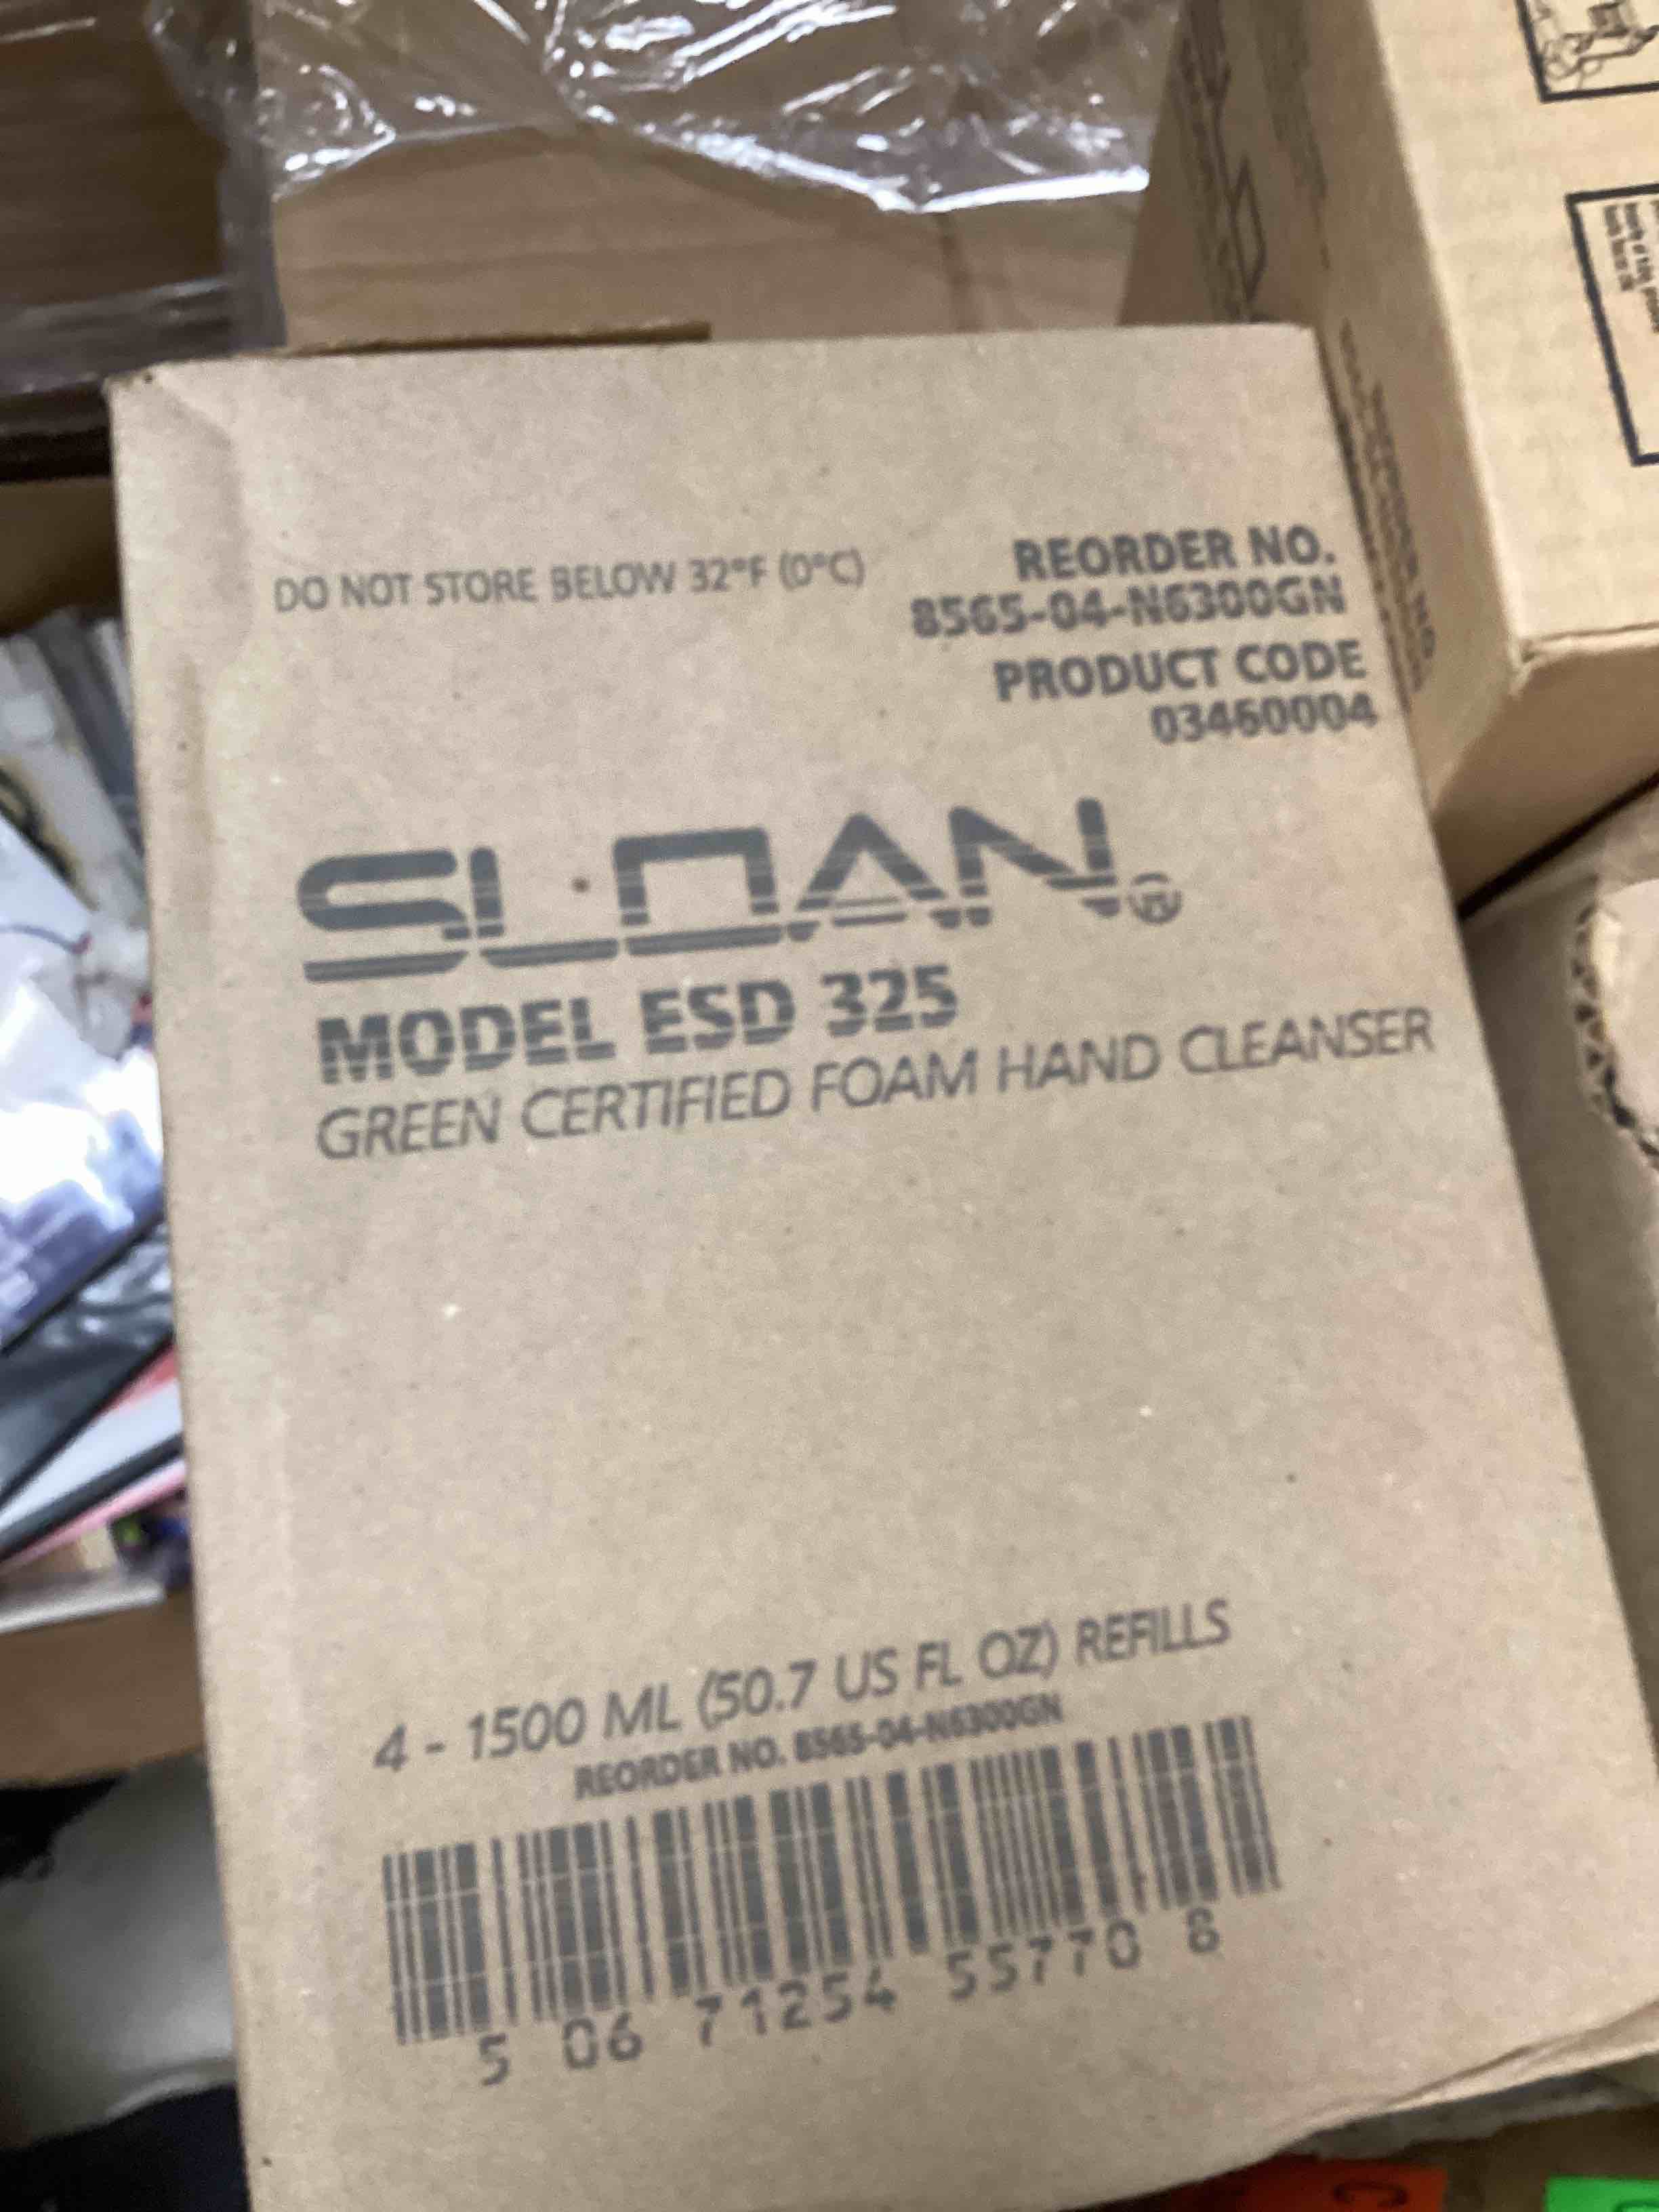 DO NOT STORE BELOW 32°F (0°C)
REORDER NO.
8565-04-N6300GN
PRODUCT CODE
03460004
SLOAN®
MODEL ESD 325
GREEN CERTIFIED FOAM HAND CLEANSER
4 - 1500 ML (50.7 US FL OZ) REFILLS
REORDER NO. 8565-04-N6300GN
5 06 71254 55770 8